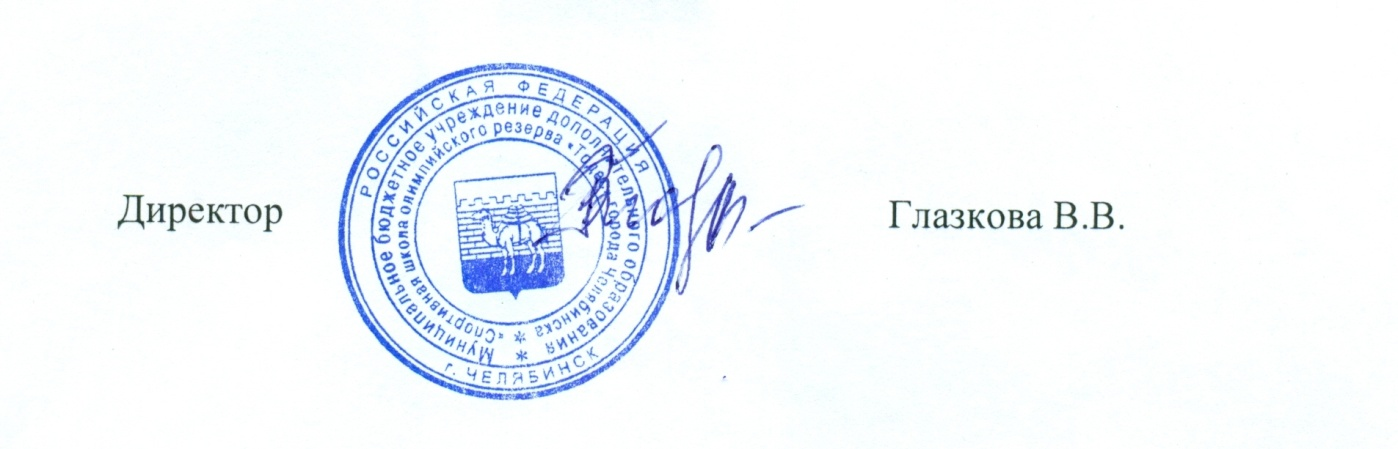 Директор
РОССИЙСКАЯ ФЕДЕРАЦИЯ
г. ЧЕЛЯБИНСК
Муниципальное бюджетное учреждение дополнительного образования
«Спортивная школа олимпийского резерва города Челябинска
Глазкова В.В.